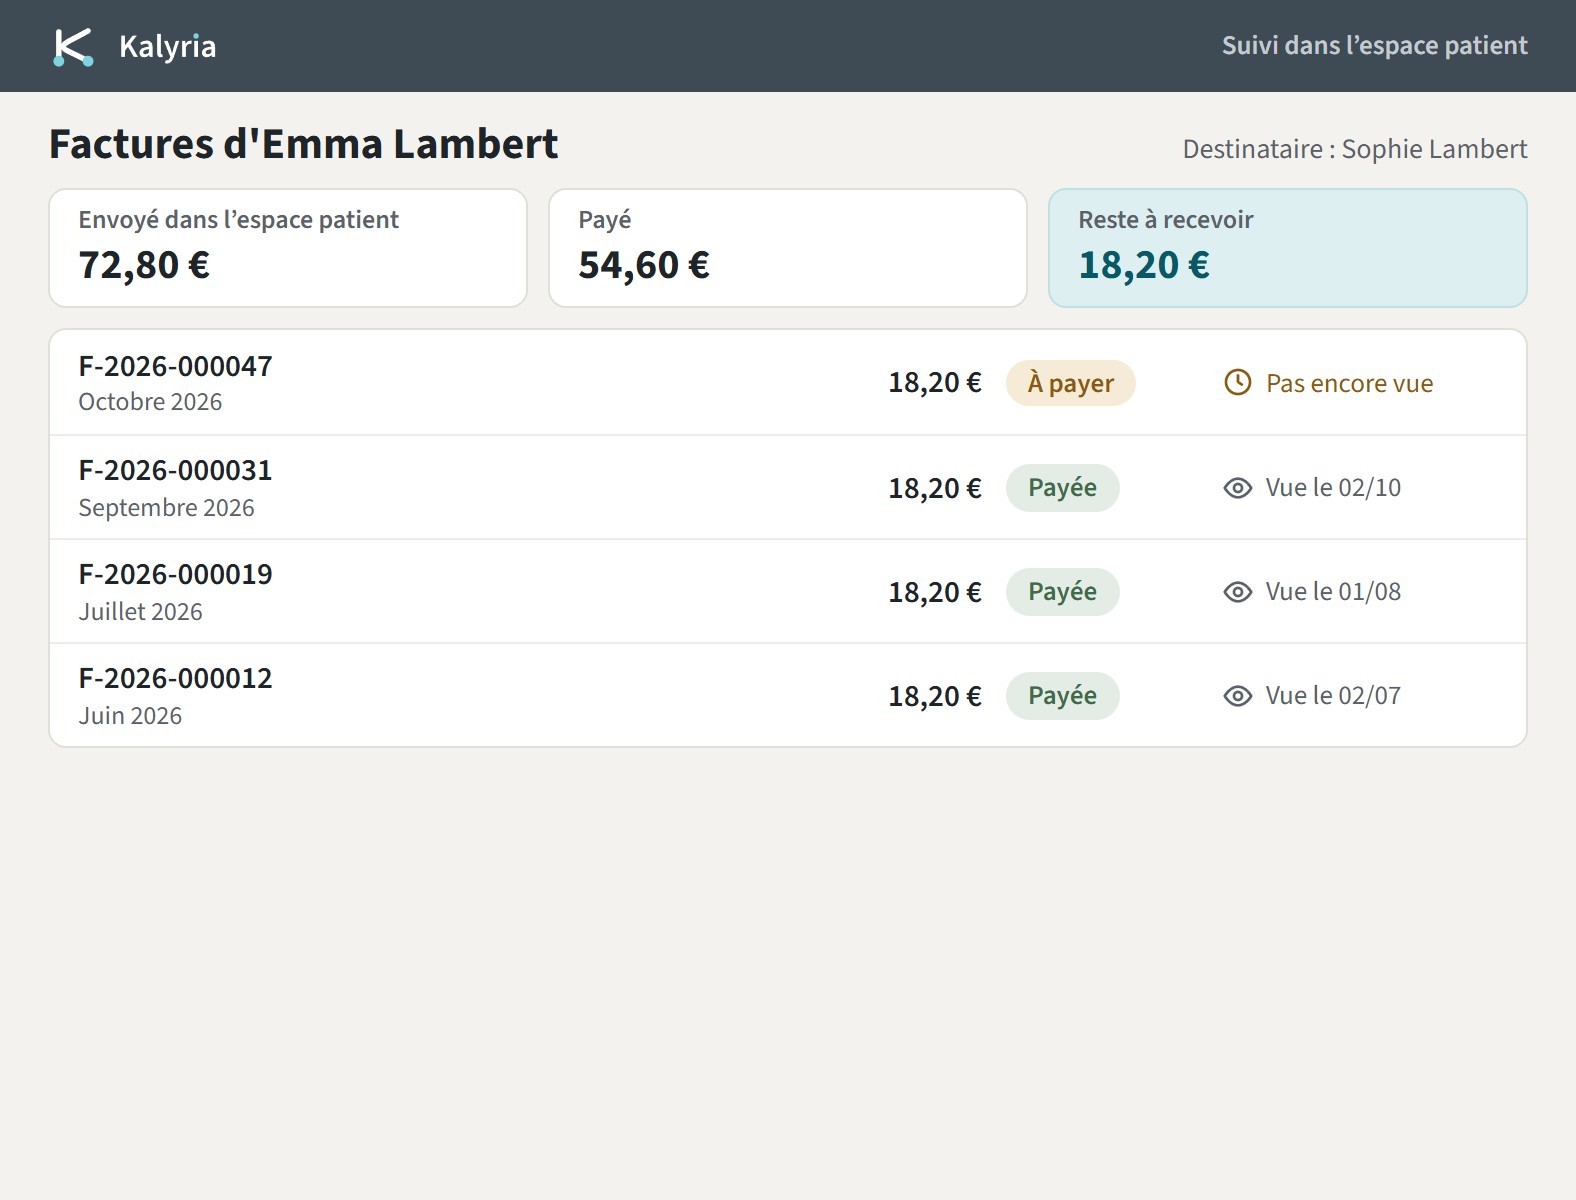 Kalyria
Suivi dans l’espace patient
Factures d'Emma Lambert
Destinataire : Sophie Lambert
Envoyé dans l’espace patient
72,80 €
Payé
54,60 €
Reste à recevoir
18,20 €
F-2026-000047
Octobre 2026
18,20 €
À payer
Pas encore vue
F-2026-000031
Septembre 2026
18,20 €
Payée
Vue le 02/10
F-2026-000019
Juillet 2026
18,20 €
Payée
Vue le 01/08
F-2026-000012
Juin 2026
18,20 €
Payée
Vue le 02/07